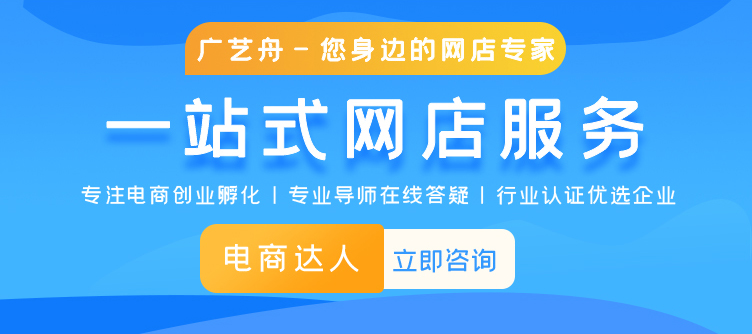 广艺舟 – 您身边的网店专家
一站式网店服务
专注电商创业孵化 | 专业导师在线答疑 | 行业认证优选企业
电商达人 立即咨询